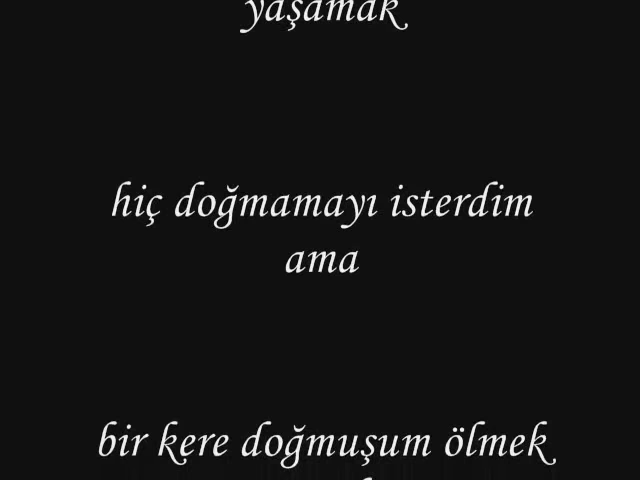 yaşamak
hiç doğmamayı isterdim
ama
bir kere doğmuşum ölmek